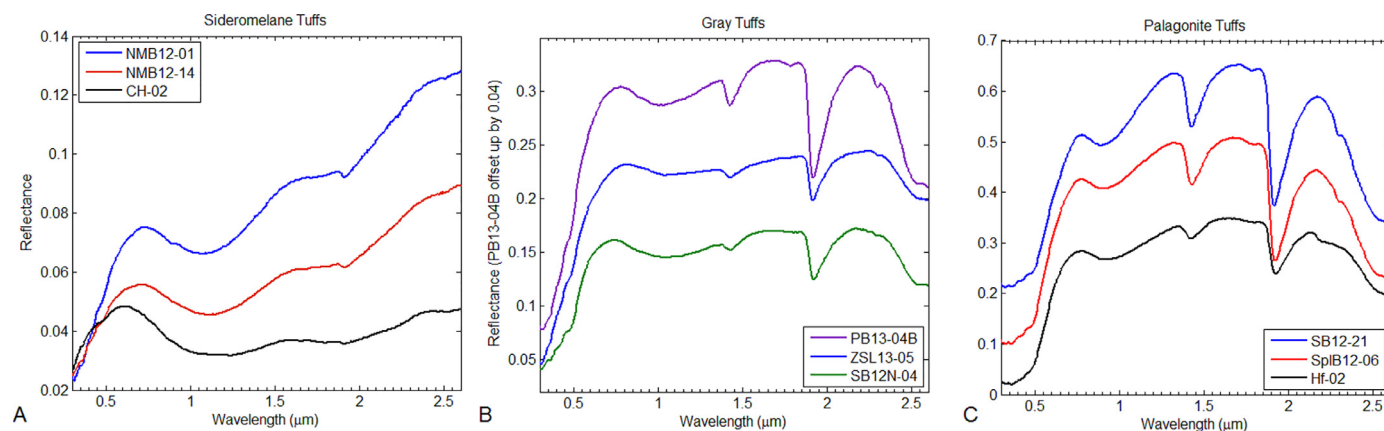 Sideromelane Tuffs
0.14
0.12
0.1
0.08
0.06
0.04
0.02
Reflectance
NMB12-01
NMB12-14
CH-02
0.5
1
1.5
2
2.5
Wavelength (μm)
A
Gray Tuffs
0.3
0.25
0.2
0.15
0.1
0.05
Reflectance (PB13-04B offset up by 0.04)
PB13-04B
ZSL13-05
SB12N-04
0.5
1
1.5
2
2.5
Wavelength (μm)
B
Palagonite Tuffs
0.7
0.6
0.5
0.4
0.3
0.2
0.1
0
SB12-21
SplB12-06
Hf-02
0.5
1
1.5
2
2.5
Wavelength (μm)
C